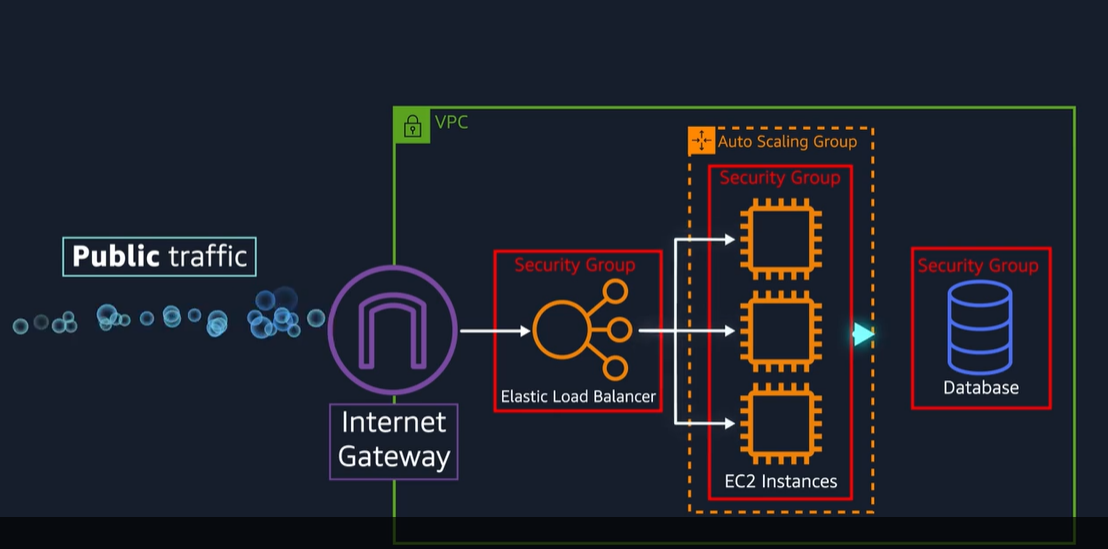 VPC
Auto Scaling Group
Security Group
Public traffic
Security Group
Security Group
Elastic Load Balancer
Database
Internet
Gateway
EC2 Instances